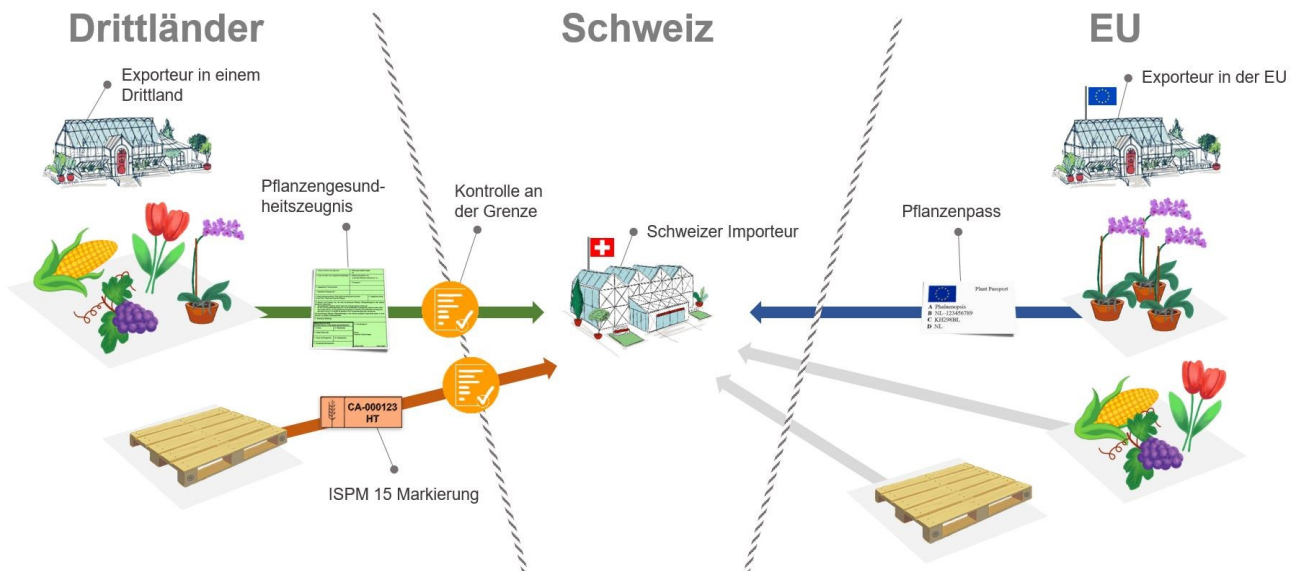 Drittländer
Schweiz
EU
Exporteur in einem
Drittland
Exporteur in der EU
Pflanzengesund-
heitszeugnis
Kontrolle an
der Grenze
Schweizer Importeur
Pflanzenpass
Plant Passport
A Phalaenopsis
B NL-123456789
C KH298BL
D NL
CA-000123
HT
ISPM 15 Markierung